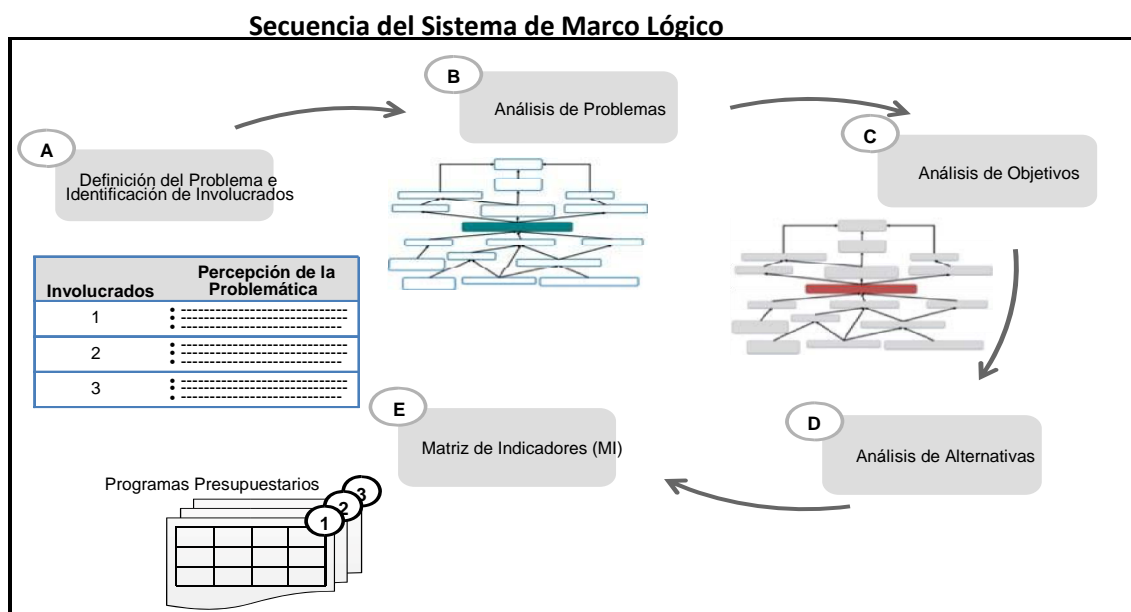 Secuencia del Sistema de Marco Lógico
A
Definición del Problema e
Identificación de Involucrados
B
Análisis de Problemas
C
Análisis de Objetivos
Involucrados
Percepción de la
Problemática
1
2
3
D
Análisis de Alternativas
E
Matriz de Indicadores (MI)
Programas Presupuestarios
1
2
3